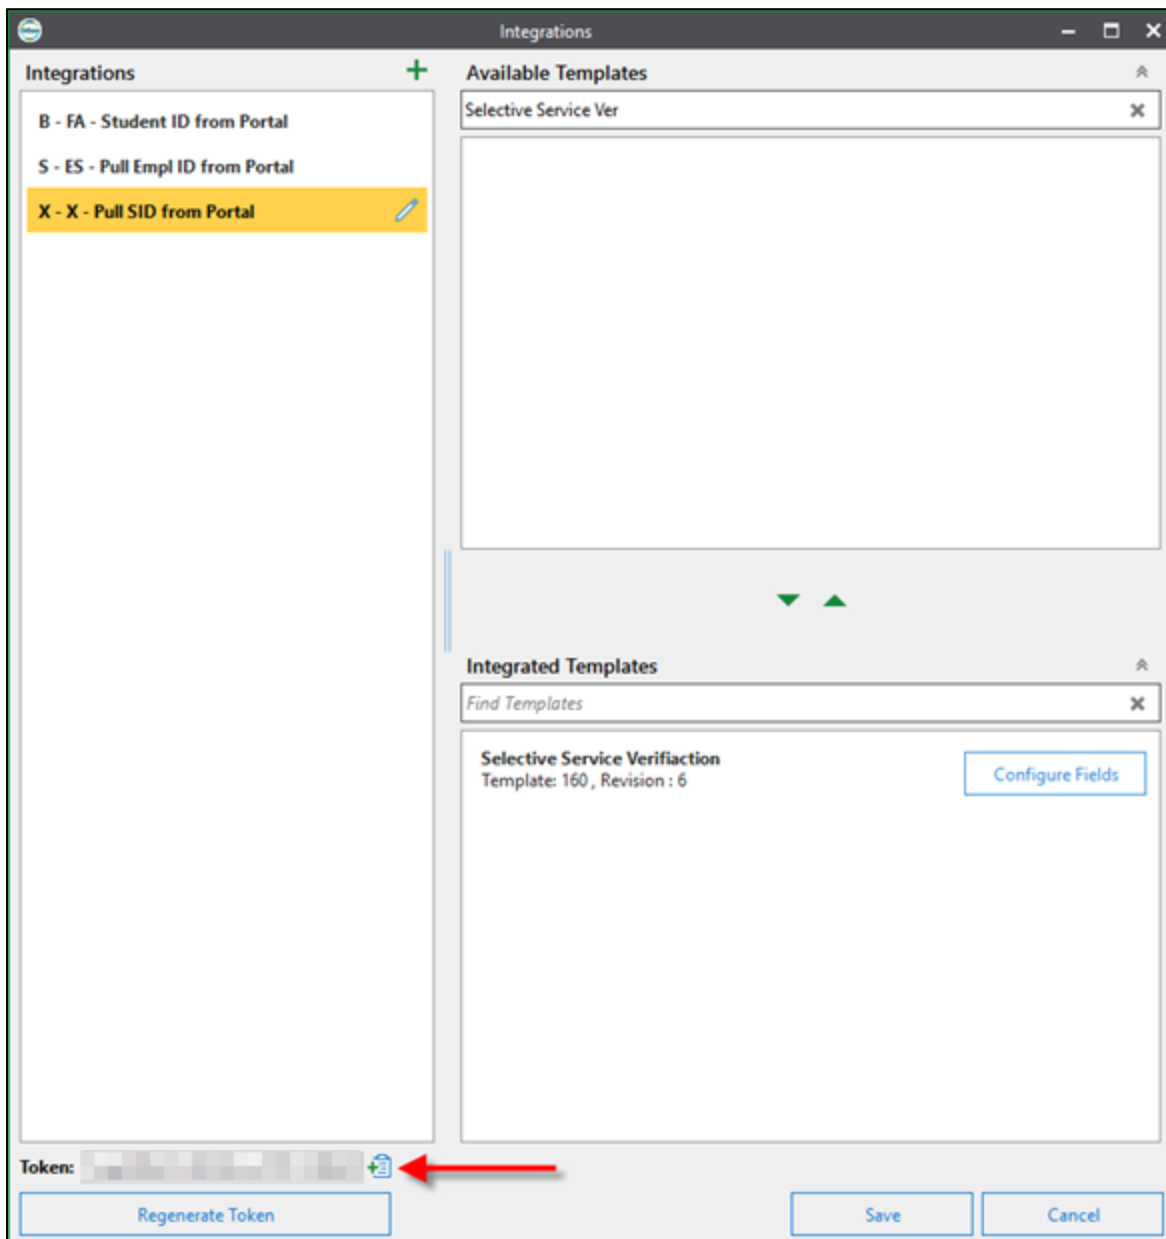 Integrations
Integrations
B - FA - Student ID from Portal
S - ES - Pull Empl ID from Portal
X - X - Pull SID from Portal
Available Templates
Selective Service Ver
Integrated Templates
Find Templates
Selective Service Verifiaction
Template: 160 , Revision : 6
Configure Fields
Token:
Regenerate Token
Save
Cancel